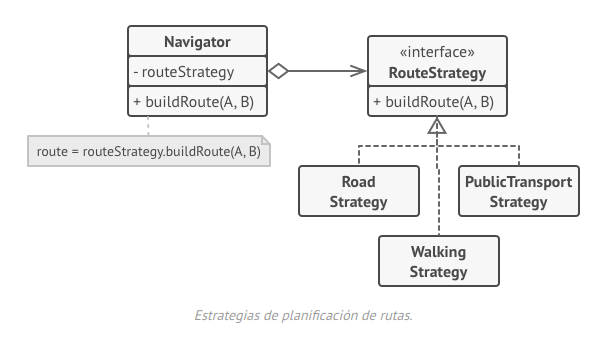 Navigator
- routeStrategy
+ buildRoute(A, B)
route = routeStrategy.buildRoute(A, B)
«interface»
RouteStrategy
+ buildRoute(A, B)
Road
Strategy
PublicTransport
Strategy
Walking
Strategy
Estrategias de planificación de rutas.